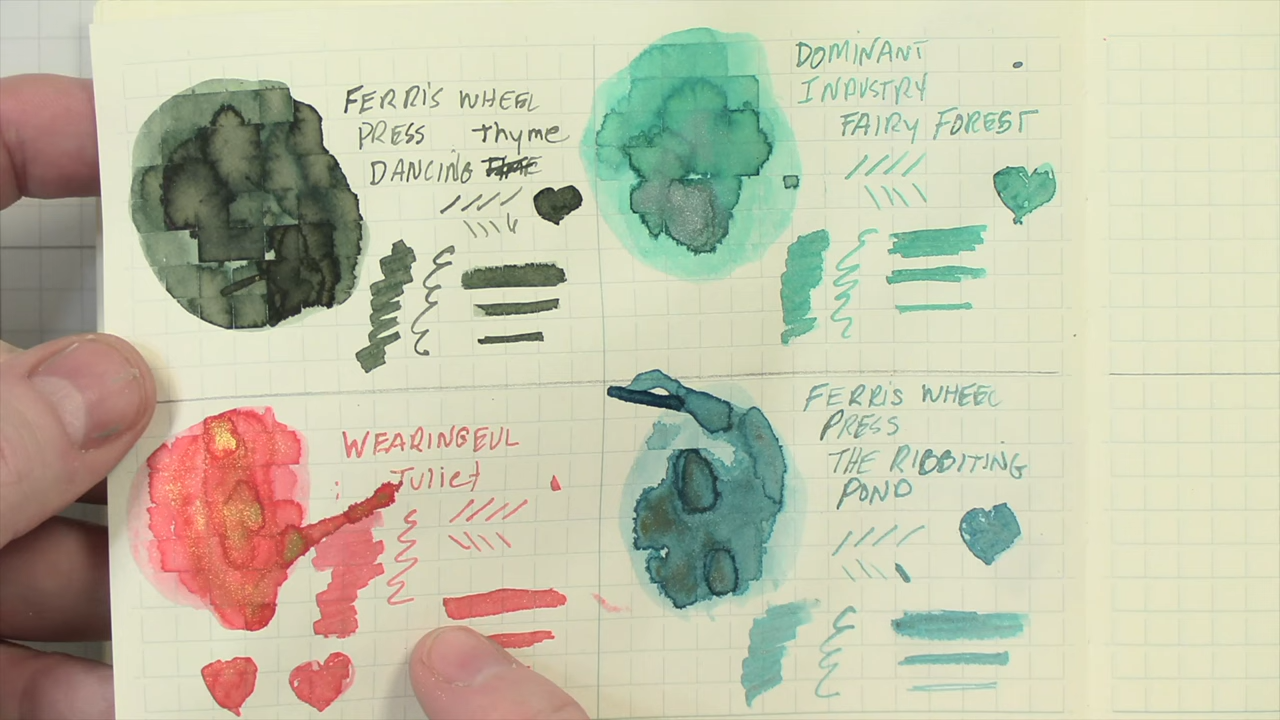 FERRIS WHEEL
PRESS thyme
DANCING
DOMINANT
INDUSTRY
FAIRY FOREST
WEARINGEUL
Juliet
FERRIS WHEEL
PRESS
THE RIBBITING
POND